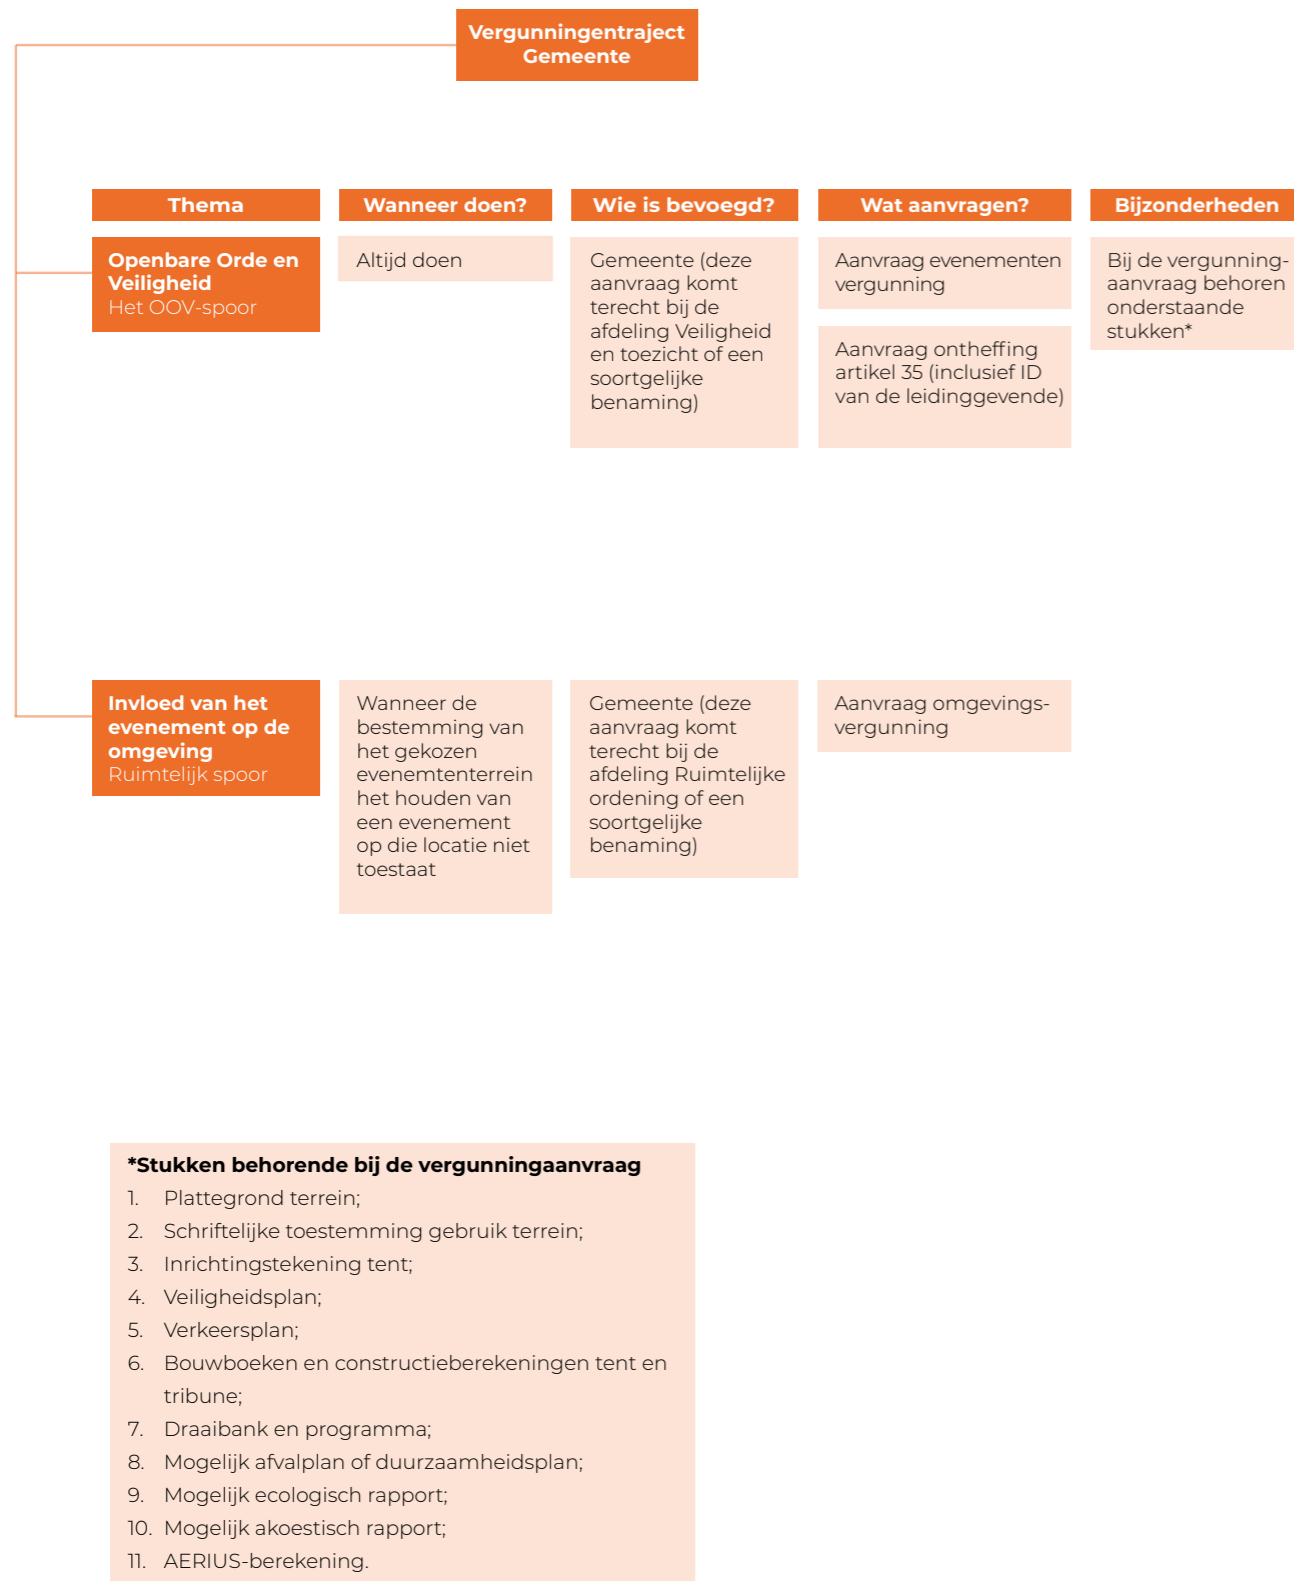 Vergunningentraject
Gemeente
Thema
Wanneer doen?
Wie is bevoegd?
Wat aanvragen?
Bijzonderheden
Openbare Orde en
Veiligheid
Het OOV-spoor
Altijd doen
Gemeente (deze
aanvraag komt
terecht bij de
afdeling Veiligheid
en toezicht of een
soortgelijke
benaming)
Aanvraag evenementen
vergunning
Aanvraag ontheffing
artikel 35 (inclusief ID
van de leidinggevende)
Bij de vergunning-
aanvraag behoren
onderstaande
stukken*
Invloed van het
evenement op de
omgeving
Ruimtelijk spoor
Wanneer de
bestemming van
het gekozen
evenemtenterrein
het houden van
een evenement
op die locatie niet
toestaat
Gemeente (deze
aanvraag komt
terecht bij de
afdeling Ruimtelijke
ordening of een
soortgelijke
benaming)
Aanvraag omgevings-
vergunning
*Stukken behorende bij de vergunningaanvraag
1. Plattegrond terrein;
2. Schriftelijke toestemming gebruik terrein;
3. Inrichtingstekening tent;
4. Veiligheidsplan;
5. Verkeersplan;
6. Bouwboeken en constructieberekeningen tent en
tribune;
7. Draaibank en programma;
8. Mogelijk afvalplan of duurzaamheidsplan;
9. Mogelijk ecologisch rapport;
10. Mogelijk akoestisch rapport;
11. AERIUS-berekening.